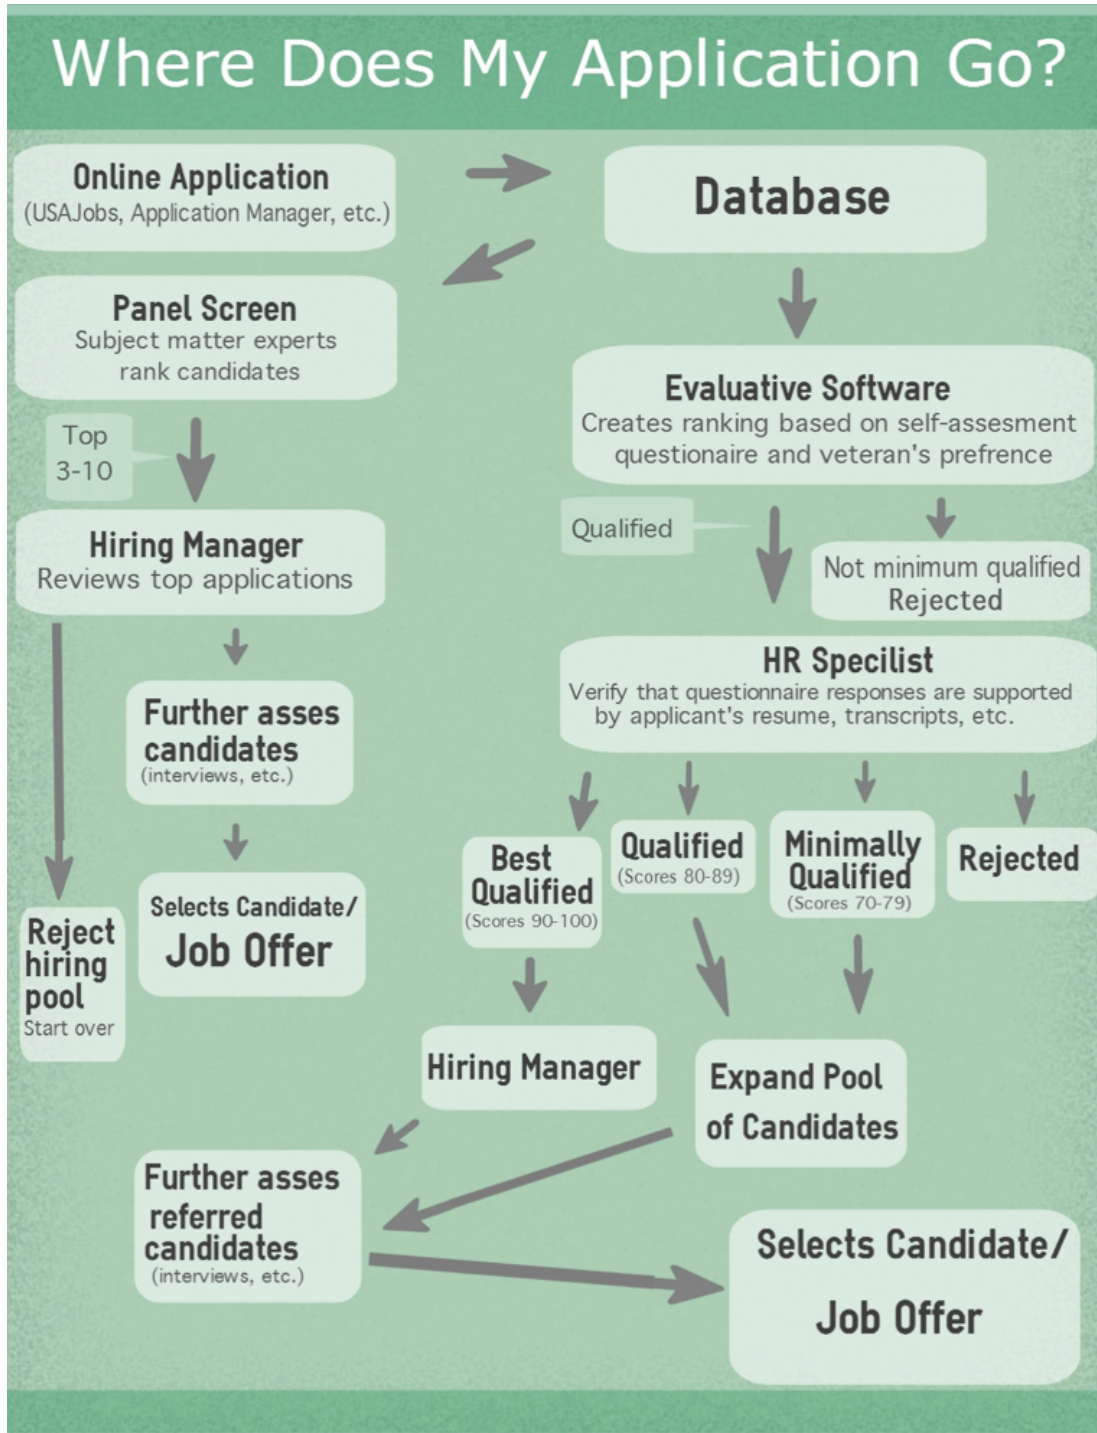 Where Does My Application Go?
Online Application
(USAJobs, Application Manager, etc.)
Database
Panel Screen
Subject matter experts
rank candidates
Top
3-10
Hiring Manager
Reviews top applications
Further asses
candidates
(interviews, etc.)
Selects Candidate/
Job Offer
Reject
hiring
pool
Start over
Evaluative Software
Creates ranking based on self-assesment
questionaire and veteran's prefrence
Qualified
Not minimum qualified
Rejected
HR Specilist
Verify that questionnaire responses are supported
by applicant's resume, transcripts, etc.
Best
Qualified
(Scores 90-100)
Qualified
(Scores 80-89)
Minimally
Qualified
(Scores 70-79)
Rejected
Hiring Manager
Expand Pool
of Candidates
Further asses
referred
candidates
(interviews, etc.)
Selects Candidate/
Job Offer